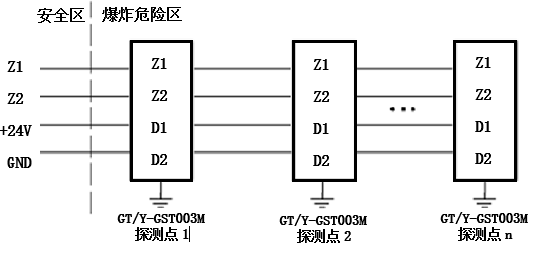 安全区 爆炸危险区
Z1 Z1 Z1 Z1
Z2 Z2 Z2 Z2
+24V D1 D1 D1
GND D2 D2 D2
GT/Y-GST003M GT/Y-GST003M GT/Y-GST003M
探测点1 探测点2 探测点n